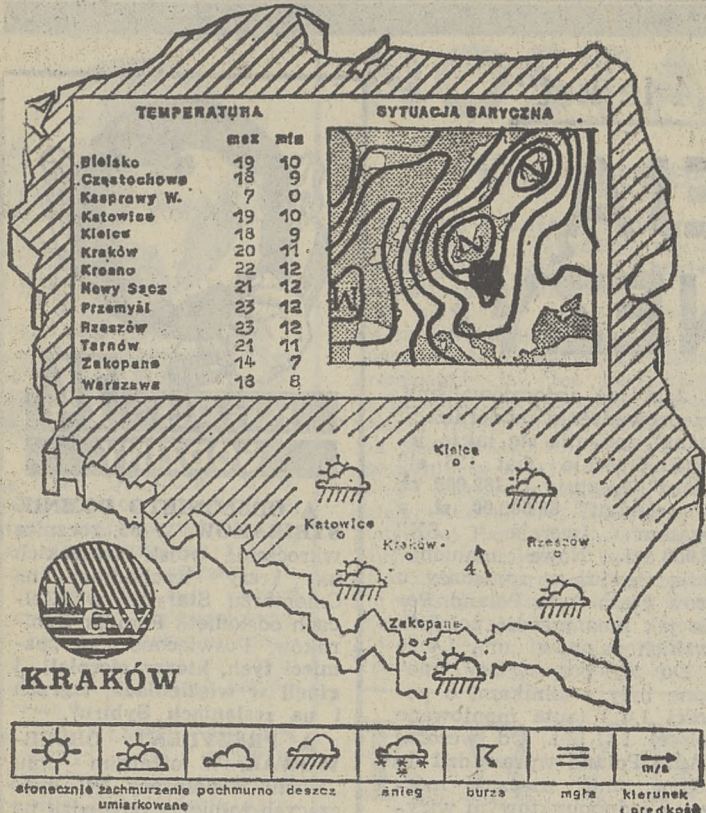 TEMPERATURA
max min
Bielsko 19 10
Częstochowa 18 9
Kasprowy W. 7 0
Katowice 19 10
Kielce 18 9
Kraków 20 11
Krosno 22 12
Nowy Sącz 21 12
Przemyśl 23 12
Rzeszów 23 12
Tarnów 21 11
Zakopane 14 7
Warszawa 18 8
SYTUACJA BARYCZNA
N
N
W
Kielce
Katowice
Kraków
4
Rzeszów
Zakopane
IM
GW
KRAKÓW
m/s
słonecznie zachmurzenie umiarkowane pochmurno deszcz śnieg burza mgła kierunek i prędkość